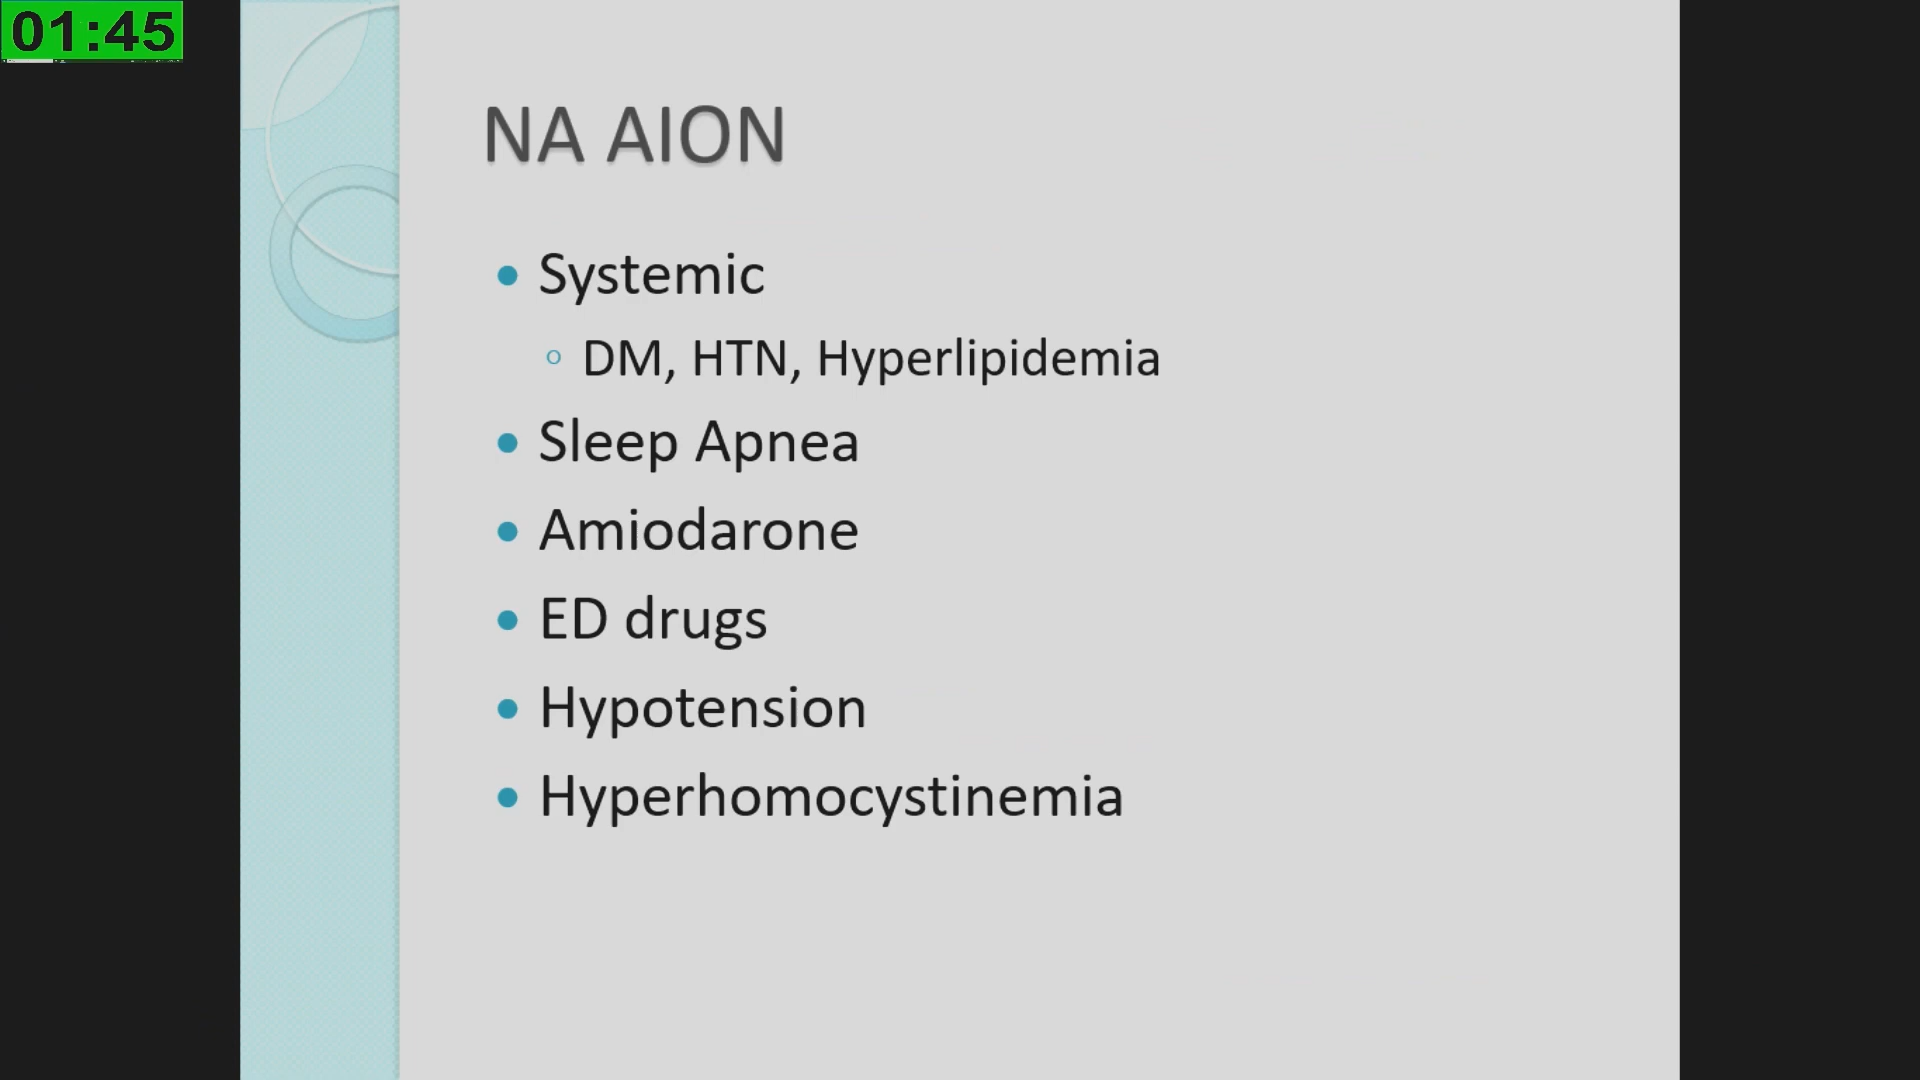 01:45
NA AION
• Systemic
◦ DM, HTN, Hyperlipidemia
• Sleep Apnea
• Amiodarone
• ED drugs
• Hypotension
• Hyperhomocystinemia